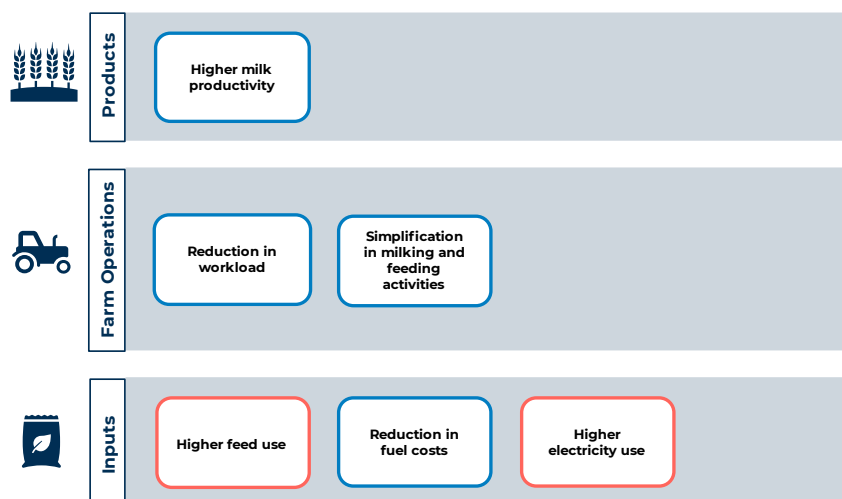 Products
Higher milk
productivity
Farm Operations
Reduction in
workload
Simplification
in milking and
feeding
activities
Inputs
Higher feed use
Reduction in
fuel costs
Higher
electricity use